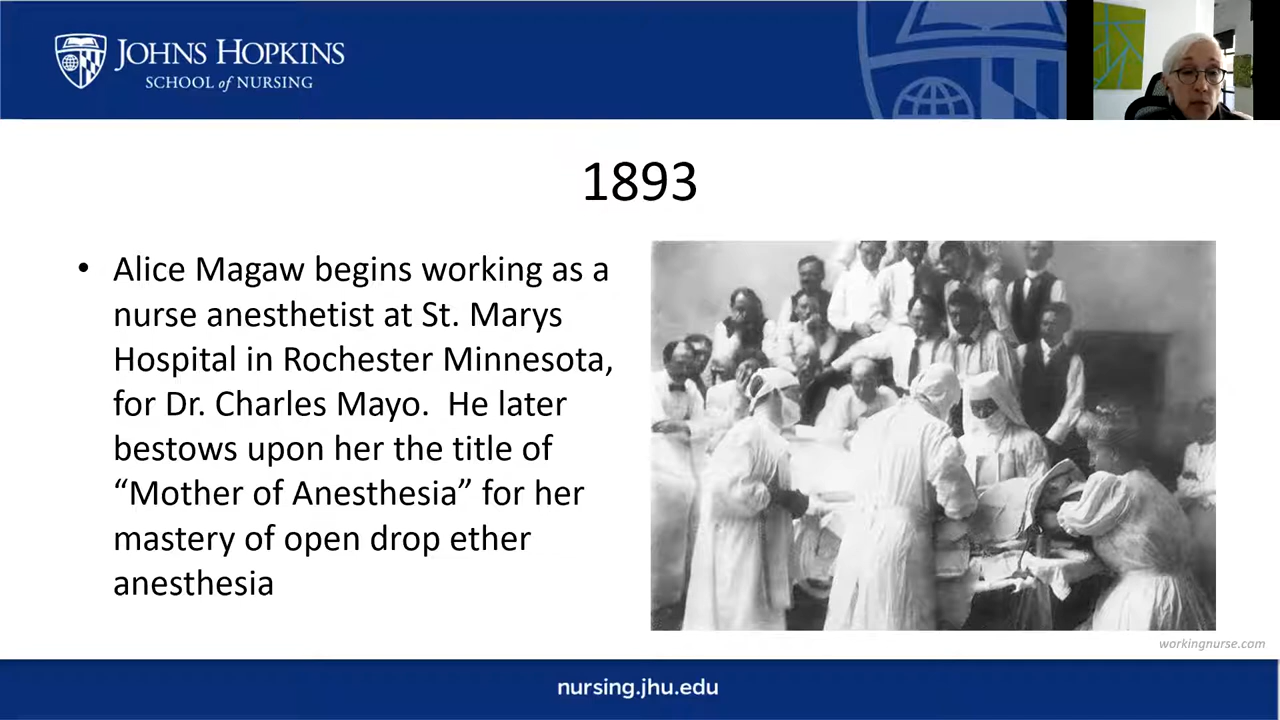 JOHNS HOPKINS
SCHOOL of NURSING
1893
• Alice Magaw begins working as a
nurse anesthetist at St. Marys
Hospital in Rochester Minnesota,
for Dr. Charles Mayo.  He later
bestows upon her the title of
“Mother of Anesthesia” for her
mastery of open drop ether
anesthesia
workingnurse.com
nursing.jhu.edu